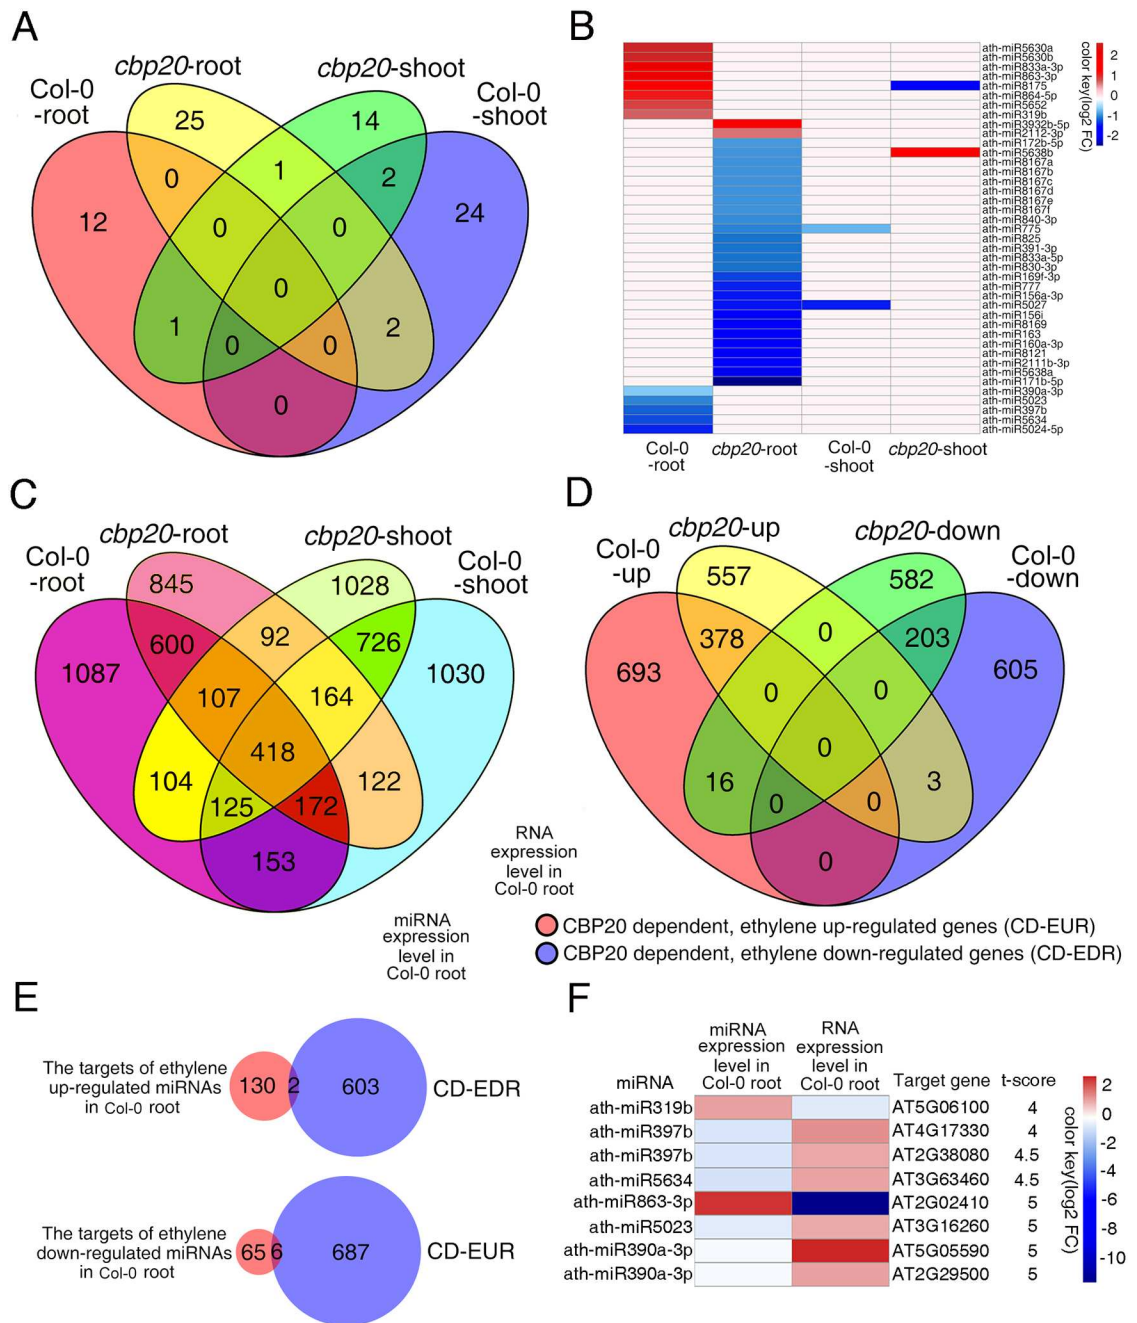 A
cbp20-root
cbp20-shoot
Col-0
-root
Col-0
-shoot
25
14
0
1
2
12
0
0
24
0
1
0
0
2
0
B
ath-miR5630a
ath-miR5630b
ath-miR833a-3p
ath-miR863-3p
ath-miR8175
ath-miR864-5p
ath-miR5652
ath-miR319b
ath-miR3932b-5p
ath-miR2112-3p
ath-miR172b-5p
ath-miR5638b
ath-miR8167a
ath-miR8167b
ath-miR8167c
ath-miR8167d
ath-miR8167e
ath-miR8167f
ath-miR840-3p
ath-miR775
ath-miR825
ath-miR391-3p
ath-miR833a-5p
ath-miR830-3p
ath-miR169f-3p
ath-miR777
ath-miR156a-3p
ath-miR5027
ath-miR156i
ath-miR8169
ath-miR163
ath-miR160a-3p
ath-miR8121
ath-miR2111b-3p
ath-miR5638a
ath-miR171b-5p
ath-miR390a-3p
ath-miR5023
ath-miR397b
ath-miR5634
ath-miR5024-5p
color key(log2 FC)
2
1
0
-1
-2
Col-0
-root
cbp20-root
Col-0
-shoot
cbp20-shoot
C
cbp20-root
cbp20-shoot
Col-0
-root
Col-0
-shoot
845
1028
600
92
726
1087
107
164
1030
418
104
125
172
122
153
RNA
expression
level in
Col-0 root
miRNA
expression
level in
Col-0 root
D
cbp20-up
cbp20-down
Col-0
-up
Col-0
-down
557
582
378
0
203
693
0
0
605
0
16
0
0
3
0
CBP20 dependent, ethylene up-regulated genes (CD-EUR)
CBP20 dependent, ethylene down-regulated genes (CD-EDR)
E
The targets of ethylene
up-regulated miRNAs
in Col-0 root
130
2
603
CD-EDR
The targets of ethylene
down-regulated miRNAs
in Col-0 root
65
6
687
CD-EUR
F
miRNA
miRNA
expression
level in
Col-0 root
RNA
expression
level in
Col-0 root
Target gene
t-score
ath-miR319b AT5G06100 4
ath-miR397b AT4G17330 4
ath-miR397b AT2G38080 4.5
ath-miR5634 AT3G63460 4.5
ath-miR863-3p AT2G02410 5
ath-miR5023 AT3G16260 5
ath-miR390a-3p AT5G05590 5
ath-miR390a-3p AT2G29500 5
color key(log2 FC)
2
0
-2
-4
-6
-8
-10